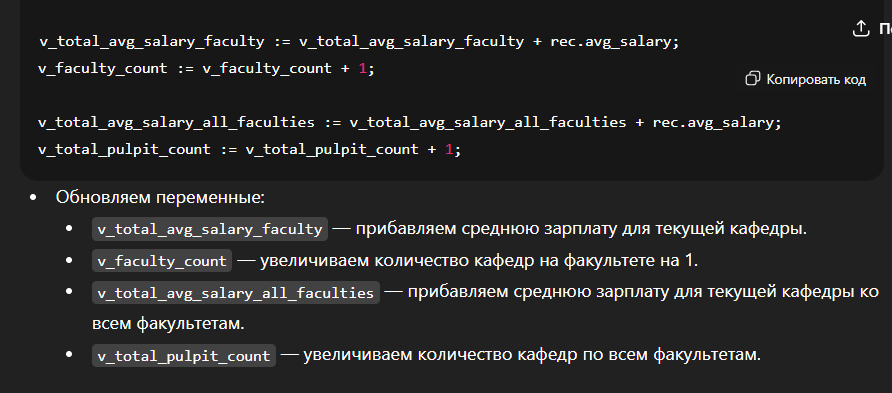 v_total_avg_salary_faculty := v_total_avg_salary_faculty + rec.avg_salary;
v_faculty_count := v_faculty_count + 1;
Копировать код
v_total_avg_salary_all_faculties := v_total_avg_salary_all_faculties + rec.avg_salary;
v_total_pulpit_count := v_total_pulpit_count + 1;
• Обновляем переменные:
• v_total_avg_salary_faculty — прибавляем среднюю зарплату для текущей кафедры.
• v_faculty_count — увеличиваем количество кафедр на факультете на 1.
• v_total_avg_salary_all_faculties — прибавляем среднюю зарплату для текущей кафедры ко
всем факультетам.
• v_total_pulpit_count — увеличиваем количество кафедр по всем факультетам.